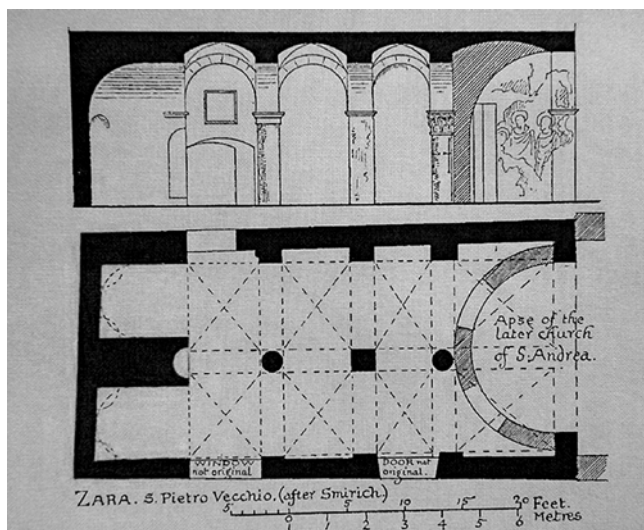 Apse of the
later church
of S. Andrea.
WINDOW
not original
DOOR not
original.
ZARA. S. Pietro Vecchio. (after Smirich)
5 0 5 10 15 20 Feet.
0 1 2 3 4 5 6 Metres